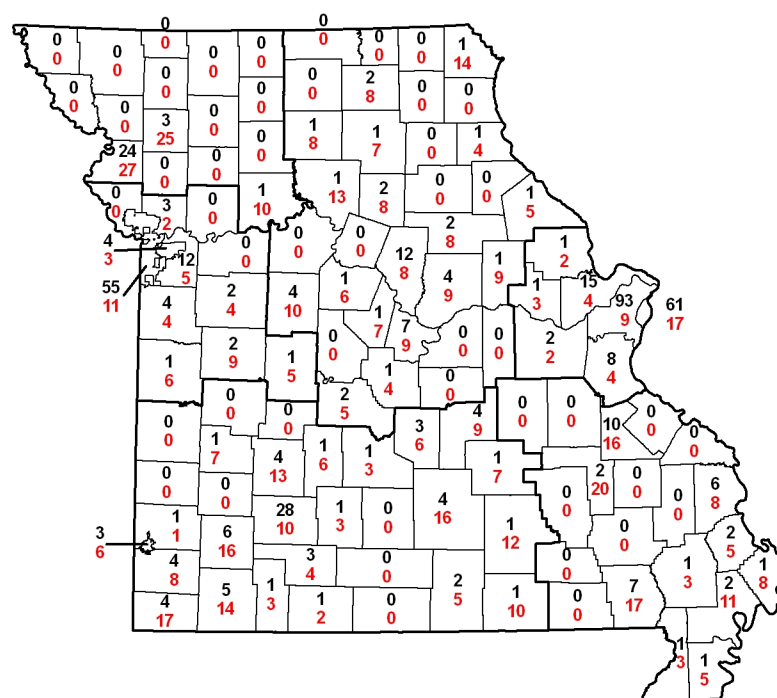 0 0
0 0 0 0 0 0 0 0 1
0 0 0 0 0 0 0 0 14
0 0 2
0 0 8
0 0 0 0 0
0 0 0 0 0
3 0 1 1 0 1
25 0 8 7 0 4
24 0 0 0
27 0 0 0
0 3 0 1 1 2 0 0 1
0 2 0 10 13 8 0 0 5
4 12 0 0 0 12 2 1 1
3 5 0 0 0 8 8 9 2
55 4 2 4 1 4 1 15 93 61
11 4 4 10 6 9 3 4 9 17
1 2 1 0 1 7 0 0 2 8
6 9 5 0 7 9 0 0 2 4
0 0 2 1 0
0 0 5 4 0
0 1 4 1 1 3 4 0 0 10 0 0
0 7 13 6 3 6 9 0 0 16 0 0
0 0 1 0 2 0 0 6
0 0 7 0 20 0 0 8
3 1 6 28 1 0 4 1 0 2
6 1 16 10 3 0 16 12 0 5
4 3 0 0 1 1
8 4 0 0 3 8
4 5 1 1 0 2 1 0 7 2
17 14 3 2 0 5 10 0 17 11
1 1
3 5